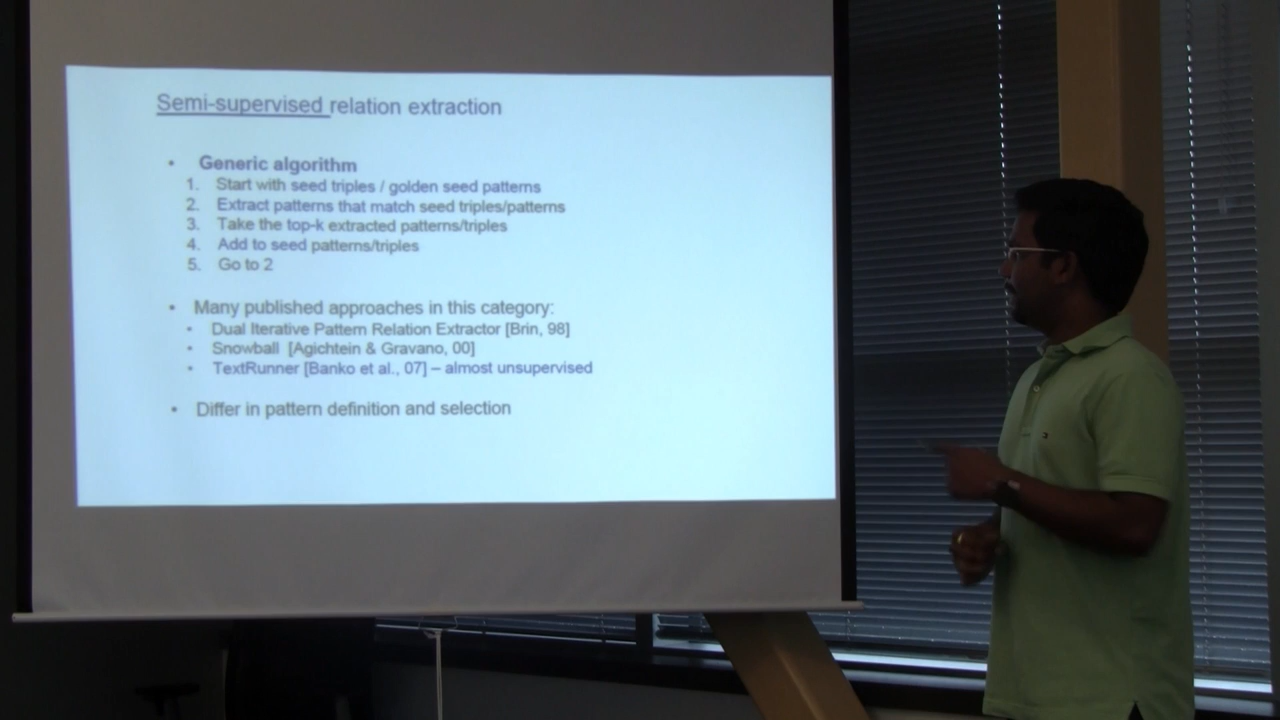 Semi-supervised relation extraction
• Generic algorithm
1. Start with seed triples / golden seed patterns
2. Extract patterns that match seed triples/patterns
3. Take the top-k extracted patterns/triples
4. Add to seed patterns/triples
5. Go to 2
• Many published approaches in this category:
• Dual Iterative Pattern Relation Extractor [Brin, 98]
• Snowball [Agichtein & Gravano, 00]
• TextRunner [Banko et al., 07] – almost unsupervised
• Differ in pattern definition and selection